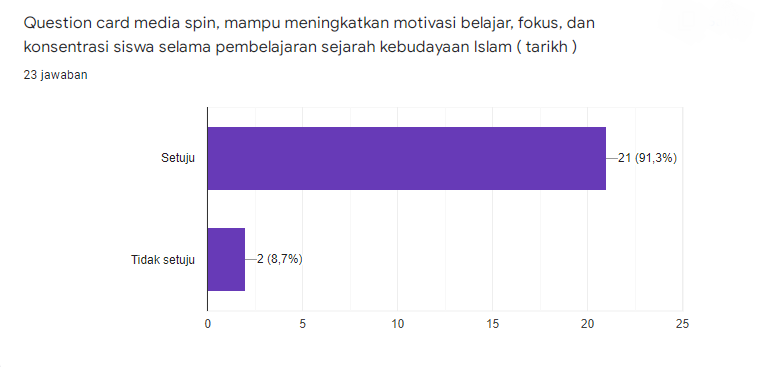 Question card media spin, mampu meningkatkan motivasi belajar, fokus, dan
konsentrasi siswa selama pembelajaran sejarah kebudayaan Islam ( tarikh )
23 jawaban
Setuju
21 (91,3%)
Tidak setuju
2 (8,7%)
0 5 10 15 20 25